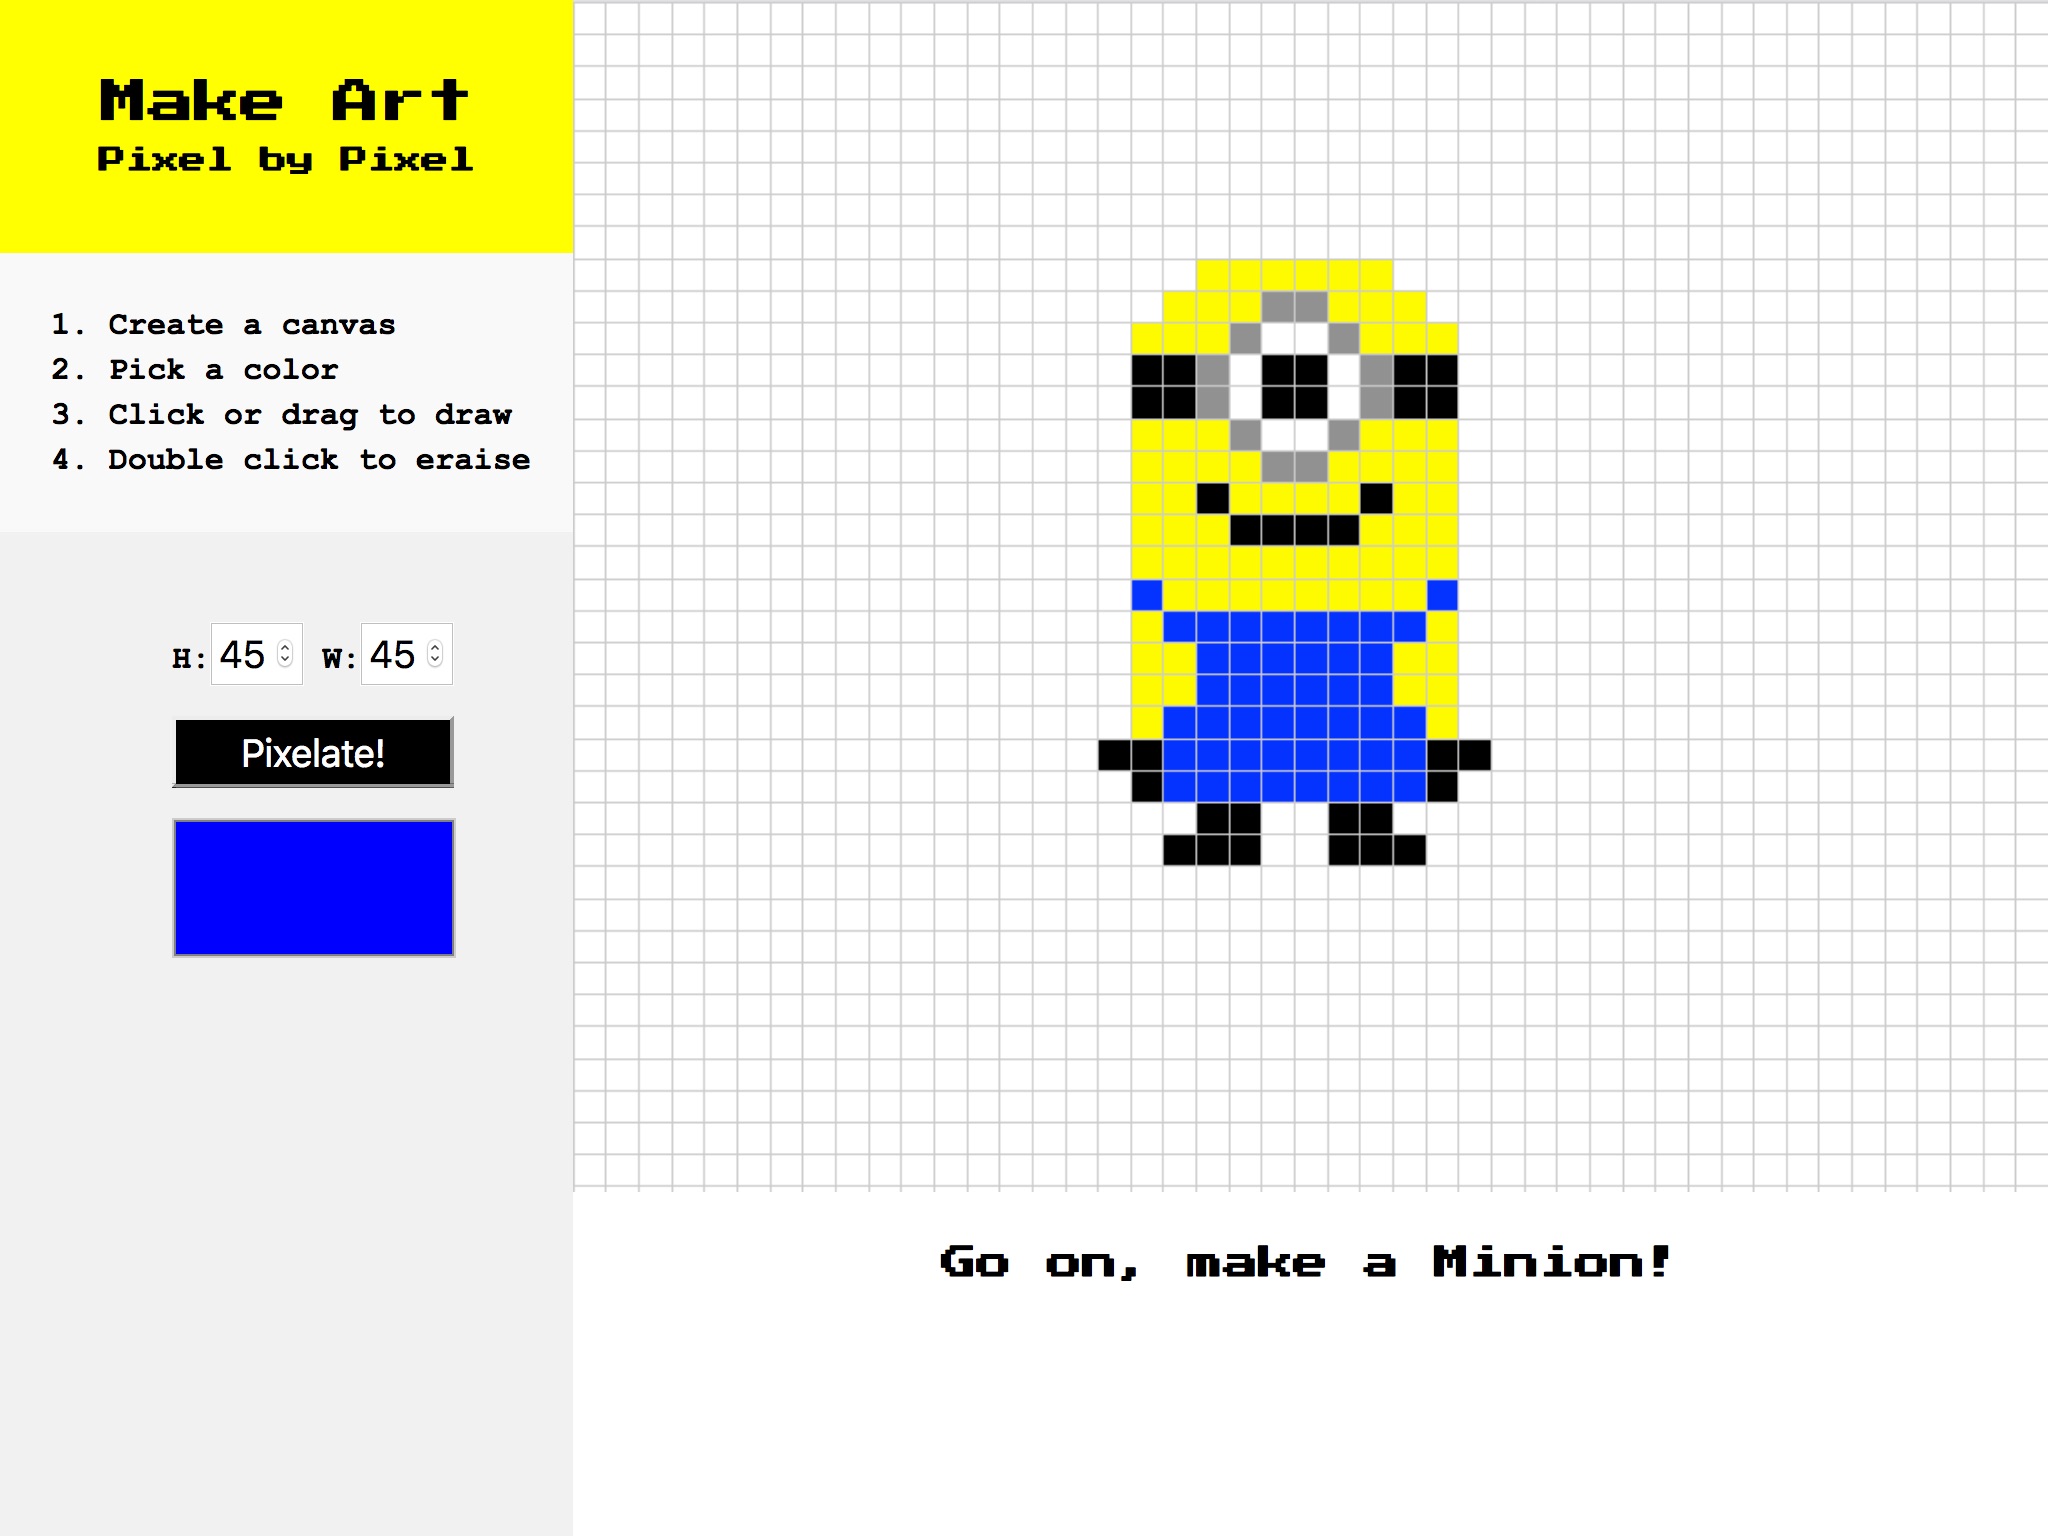 Make Art
Pixel by Pixel
1. Create a canvas
2. Pick a color
3. Click or drag to draw
4. Double click to eraise
H: 45 W: 45
Pixelate!
Go on, make a Minion!